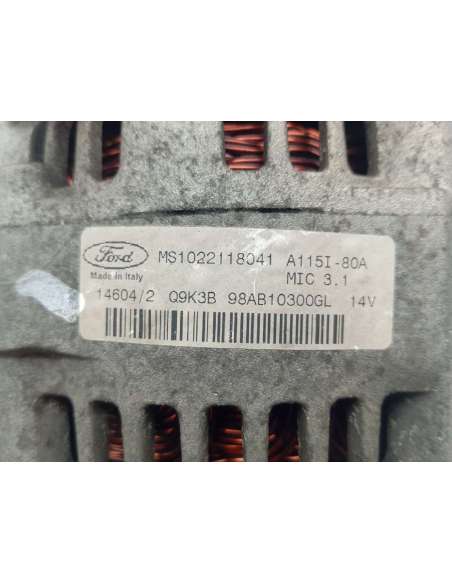 Ford MS1022118041 A115I-80A
Made in Italy MIC 3.1
14604/2 Q9K3B 98AB10300GL 14V